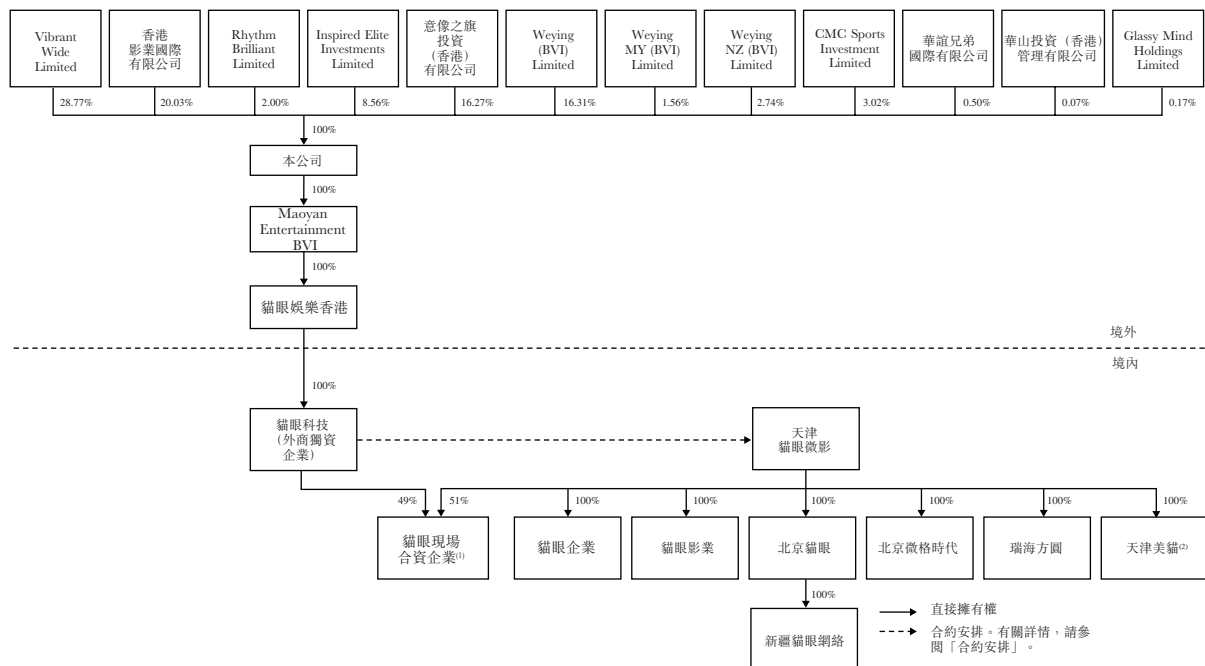 Vibrant
Wide
Limited
香港
影業國際
有限公司
Rhythm
Brilliant
Limited
Inspired Elite
Investments
Limited
意像之旗
投資
(香港)
有限公司
Weying
(BVI)
Limited
Weying
MY (BVI)
Limited
Weying
NZ (BVI)
Limited
CMC Sports
Investment
Limited
華誼兄弟
國際有限公司
華山投資(香港)
管理有限公司
Glassy Mind
Holdings
Limited
28.77%
20.03%
2.00%
8.56%
16.27%
16.31%
1.56%
2.74%
3.02%
0.50%
0.07%
0.17%
100%
本公司
100%
Maoyan
Entertainment
BVI
100%
貓眼娛樂香港
境外
境內
100%
貓眼科技
(外商獨資
企業)
天津
貓眼微影
49%
51%
100%
100%
100%
100%
100%
100%
貓眼現場
合資企業(1)
貓眼企業
貓眼影業
北京貓眼
北京微格時代
瑞海方圓
天津美貓(2)
100%
新疆貓眼網絡
直接擁有權
合約安排。有關詳情,請參
閱「合約安排」。